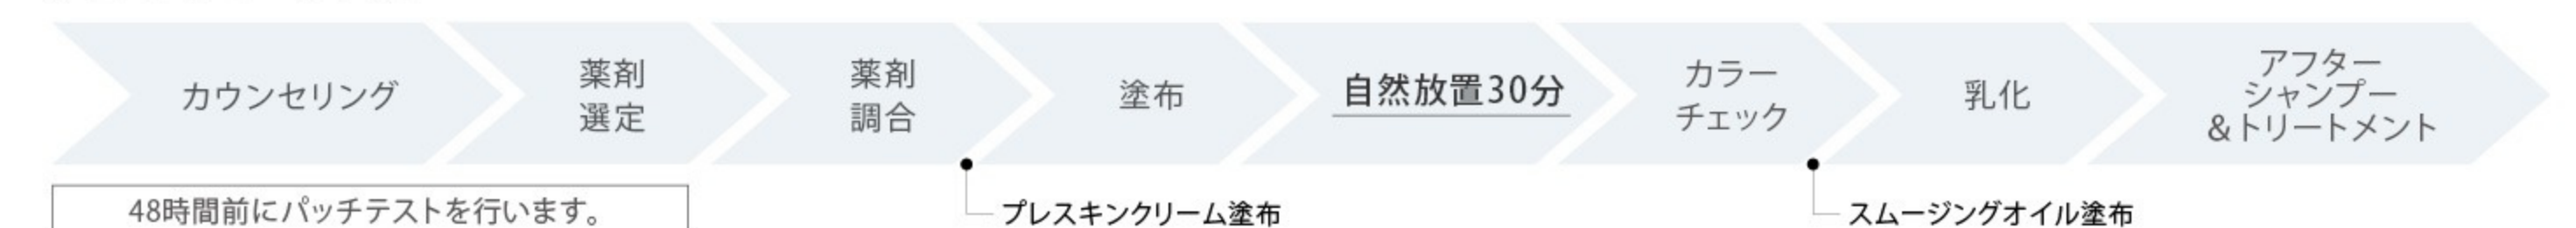 カウンセリング
薬剤
選定
薬剤
調合
塗布
自然放置30分
カラー
チェック
乳化
アフター
シャンプー
&トリートメント
48時間前にパッチテストを行います。
プレスキンクリーム塗布
スムージングオイル塗布